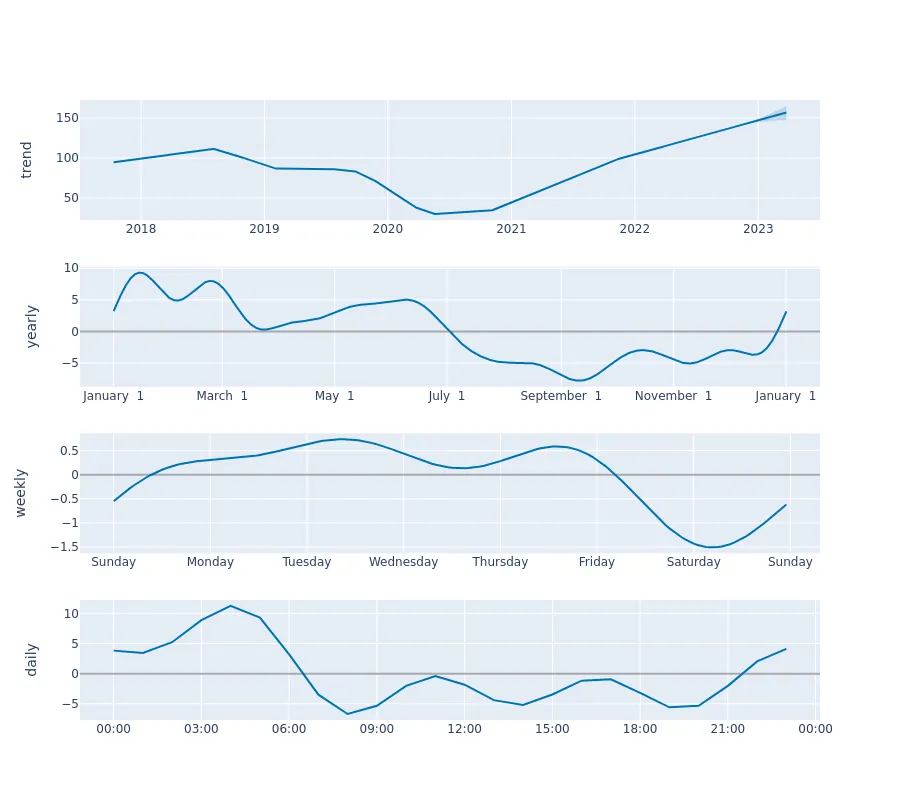 trend
150
100
50
2018 2019 2020 2021 2022 2023
yearly
10
5
0
−5
January 1 March 1 May 1 July 1 September 1 November 1 January 1
weekly
0.5
0
−0.5
−1
−1.5
Sunday Monday Tuesday Wednesday Thursday Friday Saturday Sunday
daily
10
5
0
−5
00:00 03:00 06:00 09:00 12:00 15:00 18:00 21:00 00:00